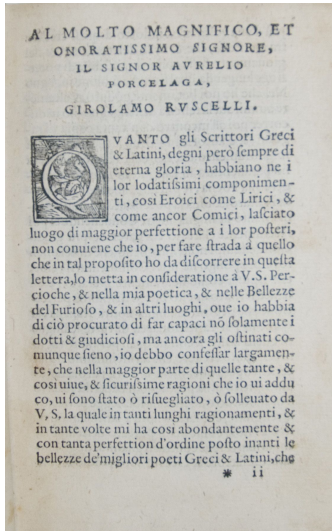 AL MOLTO MAGNIFICO, ET
ONORATISSIMO SIGNORE,
IL SIGNOR AVRELIO
PORCELAGA,
GIROLAMO RVSCELLI.
QVANTO gli Scrittori Greci
& Latini, degni però ſempre di
eterna gloria, habbiano ne i
lor lodatiſsimi componimen-
ti, coſi Eroici come Lirici, &
come ancor Comici, laſciato
luogo di maggior perfettione a i lor poſteri,
non conuiene che io, per fare ſtrada a quello
che in tal propoſito ho da diſcorrere in queſta
lettera, lo metta in conſideratione à V. S. Per-
cioche, & nella mia poetica, & nelle Bellezze
del Furioſo, & in altri luoghi, oue io habbia
di ciò procurato di far capaci nõ ſolamente i
dotti & giudicioſi, ma ancora gli oſtinati co-
munque ſieno, io debbo confeſſar largamen-
te, che nella maggior parte di quelle tante, &
coſi uiue, & ſicuriſsime ragioni che io ui addu
co, ui ſono ſtato ò riſuegliato, ò ſolleuato da
V. S. la quale in tanti lunghi ragionamenti, &
in tante volte mi ha coſi abondantemente &
con tanta perfettion d'ordine poſto inanti le
bellezze de'migliori poeti Greci & Latini, che
* ii